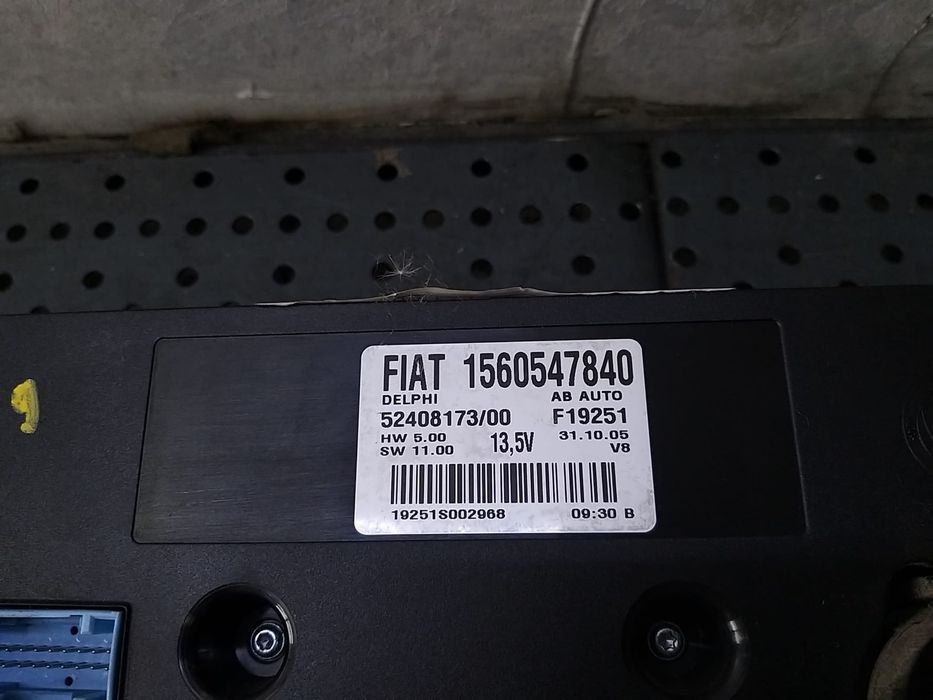 FIAT 1560547840
DELPHI AB AUTO
52408173/00 F19251
HW 5.00 13,5V 31.10.05
SW 11.00 V8
19251S002968 09:30 B